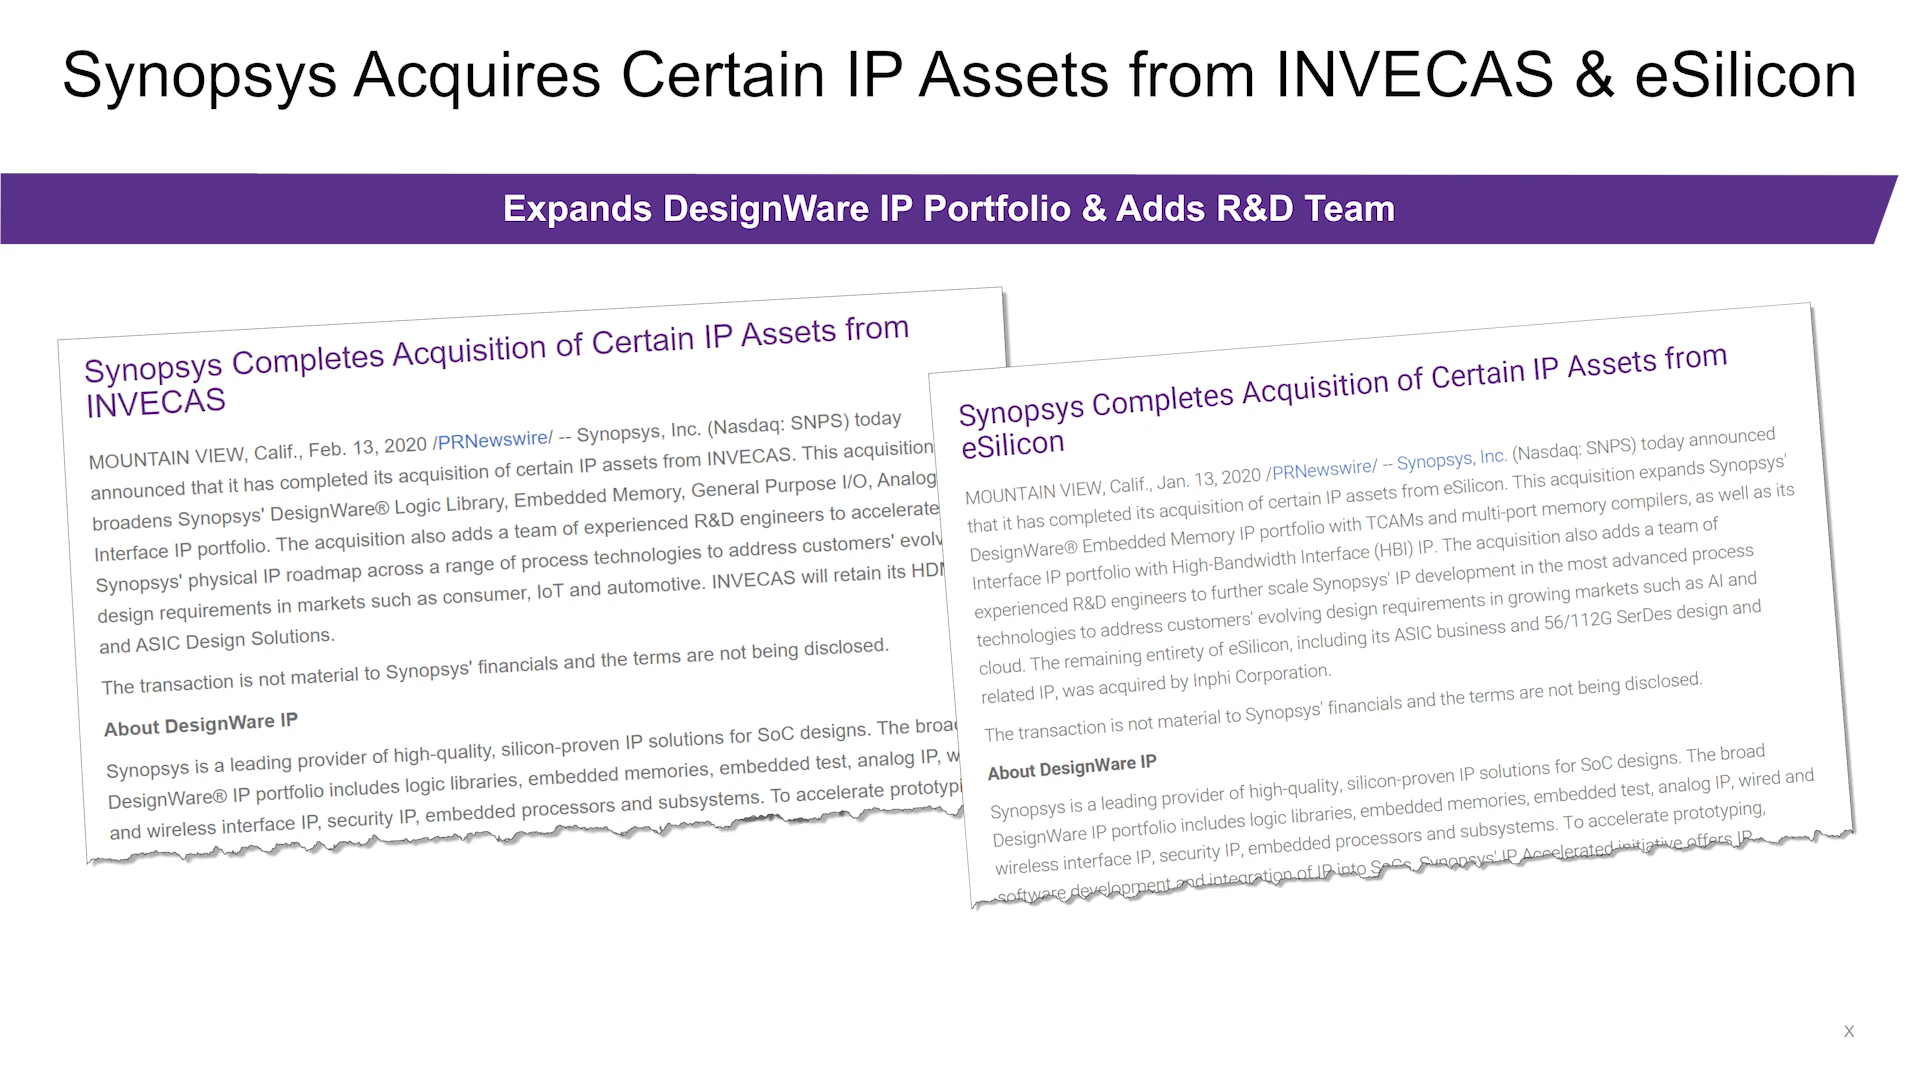 Synopsys Acquires Certain IP Assets from INVECAS & eSilicon
Expands DesignWare IP Portfolio & Adds R&D Team
Synopsys Completes Acquisition of Certain IP Assets from
INVECAS
MOUNTAIN VIEW, Calif., Feb. 13, 2020 /PRNewswire/ -- Synopsys, Inc. (Nasdaq: SNPS) today
announced that it has completed its acquisition of certain IP assets from INVECAS. This acquisition
broadens Synopsys' DesignWare® Logic Library, Embedded Memory, General Purpose I/O, Analog
Interface IP portfolio. The acquisition also adds a team of experienced R&D engineers to accelerate
Synopsys' physical IP roadmap across a range of process technologies to address customers' evolv
design requirements in markets such as consumer, IoT and automotive. INVECAS will retain its HDM
and ASIC Design Solutions.
The transaction is not material to Synopsys' financials and the terms are not being disclosed.
About DesignWare IP
Synopsys is a leading provider of high-quality, silicon-proven IP solutions for SoC designs. The broa
DesignWare® IP portfolio includes logic libraries, embedded memories, embedded test, analog IP, w
and wireless interface IP, security IP, embedded processors and subsystems. To accelerate prototypi
Synopsys Completes Acquisition of Certain IP Assets from
eSilicon
MOUNTAIN VIEW, Calif., Jan. 13, 2020 /PRNewswire/ -- Synopsys, Inc. (Nasdaq: SNPS) today announced
that it has completed its acquisition of certain IP assets from eSilicon. This acquisition expands Synopsys'
DesignWare® Embedded Memory IP portfolio with TCAMs and multi-port memory compilers, as well as its
Interface IP portfolio with High-Bandwidth Interface (HBI) IP. The acquisition also adds a team of
experienced R&D engineers to further scale Synopsys' IP development in the most advanced process
technologies to address customers' evolving design requirements in growing markets such as AI and
cloud. The remaining entirety of eSilicon, including its ASIC business and 56/112G SerDes design and
related IP, was acquired by Inphi Corporation.
The transaction is not material to Synopsys' financials and the terms are not being disclosed.
About DesignWare IP
Synopsys is a leading provider of high-quality, silicon-proven IP solutions for SoC designs. The broad
DesignWare IP portfolio includes logic libraries, embedded memories, embedded test, analog IP, wired and
wireless interface IP, security IP, embedded processors and subsystems. To accelerate prototyping,
software development and integration of IP into SoCs, Synopsys' IP Accelerated initiative offers IP
X